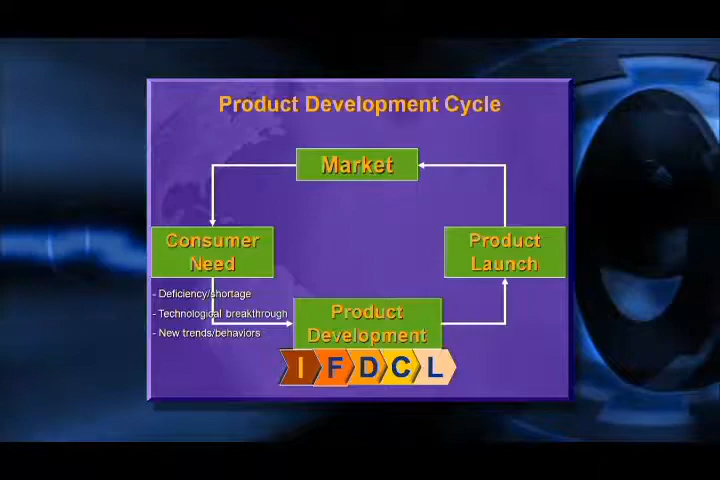 Product Development Cycle
Market
Consumer
Need
Product
Launch
- Deficiency/shortage
- Technological breakthrough
- New trends/behaviors
Product
Development
I F D C L